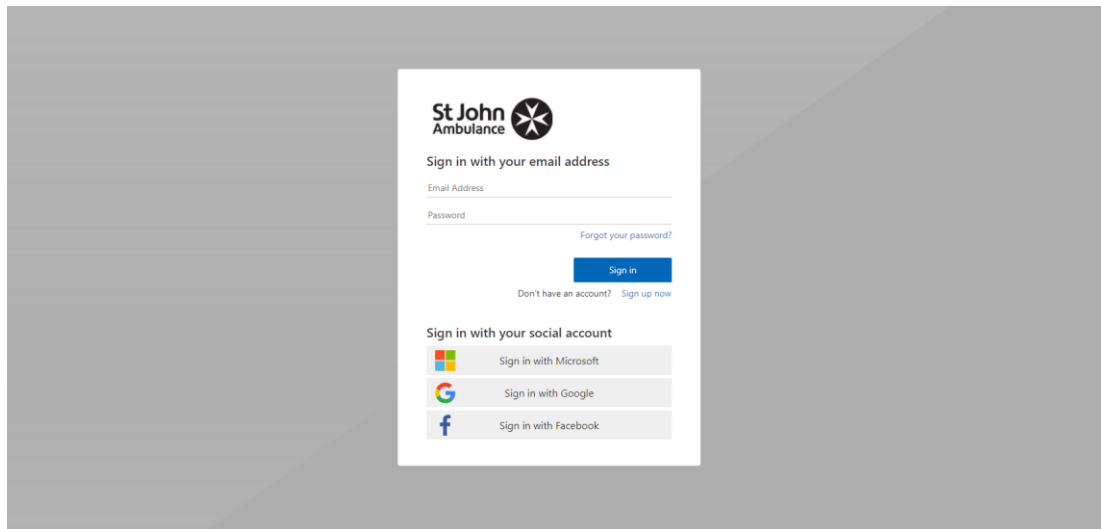 St John
Ambulance
Sign in with your email address
Email Address
Password
Forgot your password?
Sign in
Don't have an account? Sign up now
Sign in with your social account
Sign in with Microsoft
Sign in with Google
Sign in with Facebook